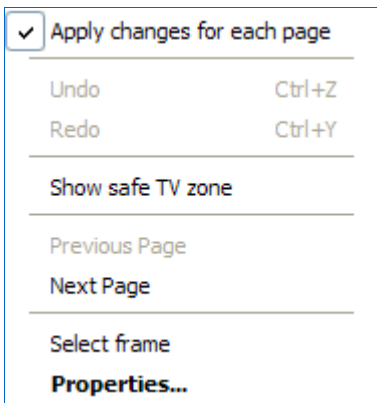 Apply changes for each page
Undo Ctrl+Z
Redo Ctrl+Y
Show safe TV zone
Previous Page
Next Page
Select frame
Properties...